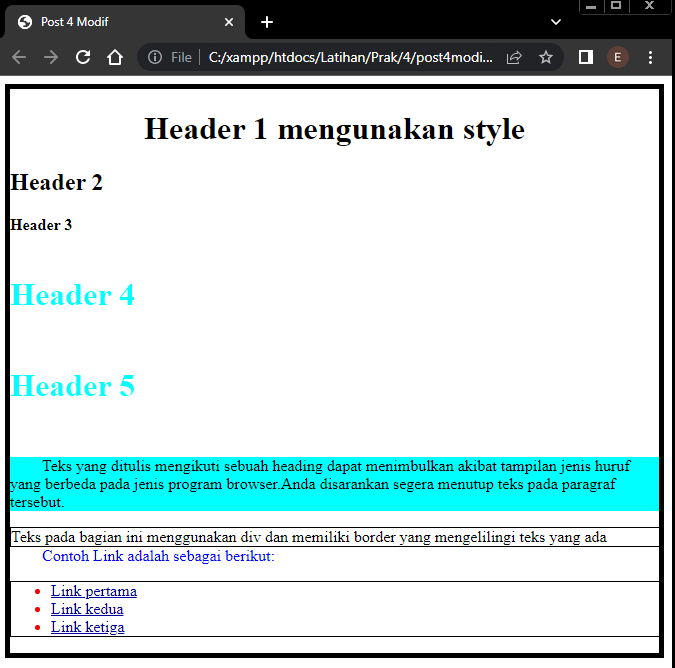 Post 4 Modif
File
C:/xampp/htdocs/Latihan/Prak/4/post4modi...
E
Header 1 mengunakan style
Header 2
Header 3
Header 4
Header 5
Teks yang ditulis mengikuti sebuah heading dapat menimbulkan akibat tampilan jenis huruf
yang berbeda pada jenis program browser.Anda disarankan segera menutup teks pada paragraf
tersebut.
Teks pada bagian ini menggunakan div dan memiliki border yang mengelilingi teks yang ada
Contoh Link adalah sebagai berikut:
Link pertama
Link kedua
Link ketiga